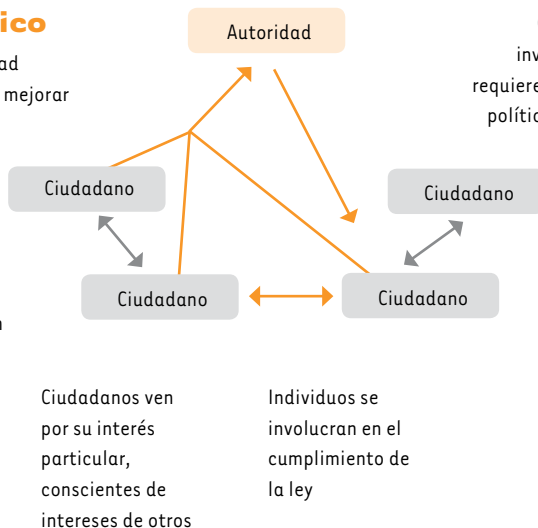 ico
Autoridad
ad
mejorar
inv
requiere
polític
Ciudadano
Ciudadano
Ciudadano
Ciudadano
n
Ciudadanos ven
por su interés
particular,
conscientes de
intereses de otros
Individuos se
involucran en el
cumplimiento de
la ley